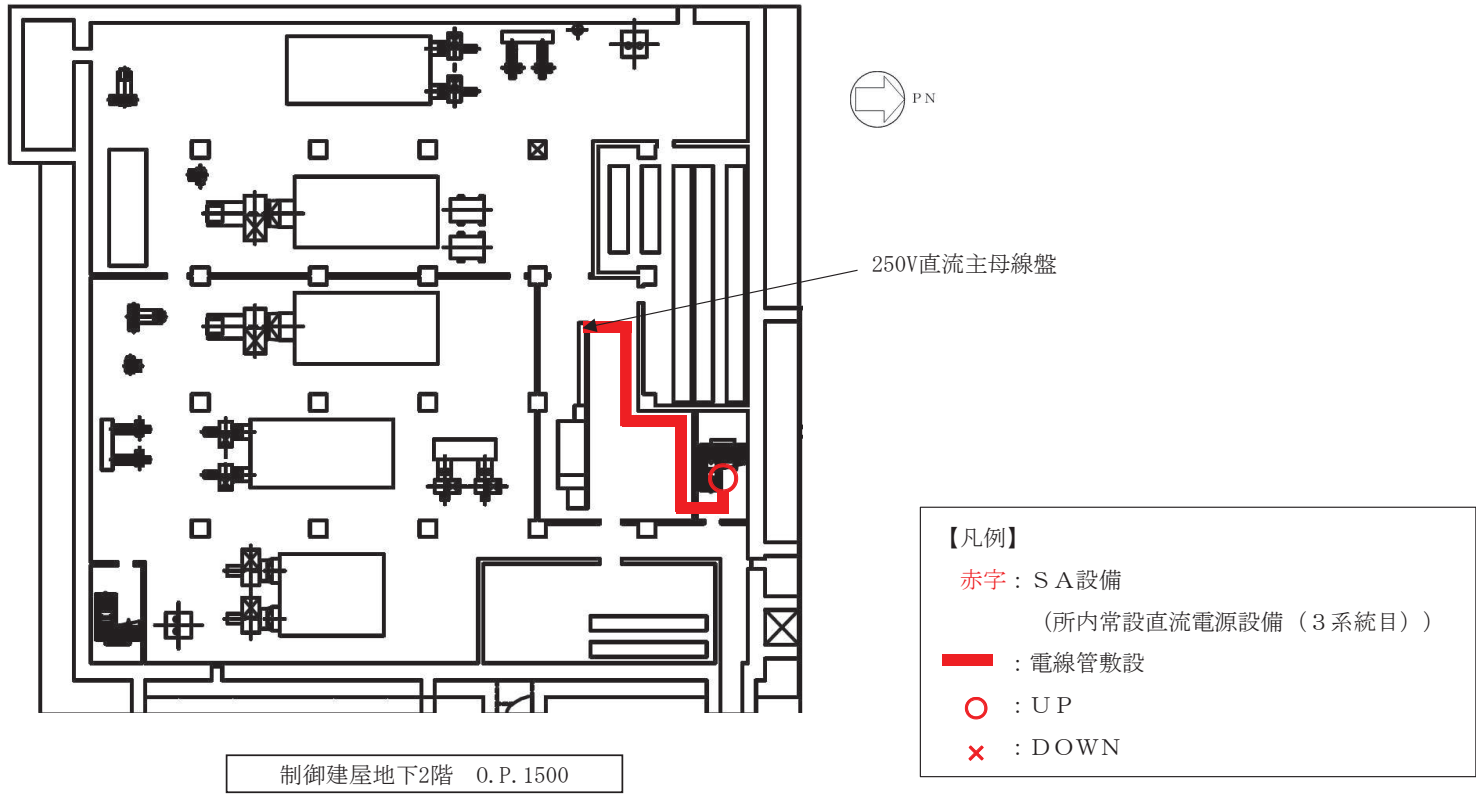 ＰＮ
250V直流主母線盤
【凡例】
赤字：ＳＡ設備
（所内常設直流電源設備（３系統目））
：電線管敷設
：ＵＰ
：ＤＯＷＮ
制御建屋地下2階　O.P.1500